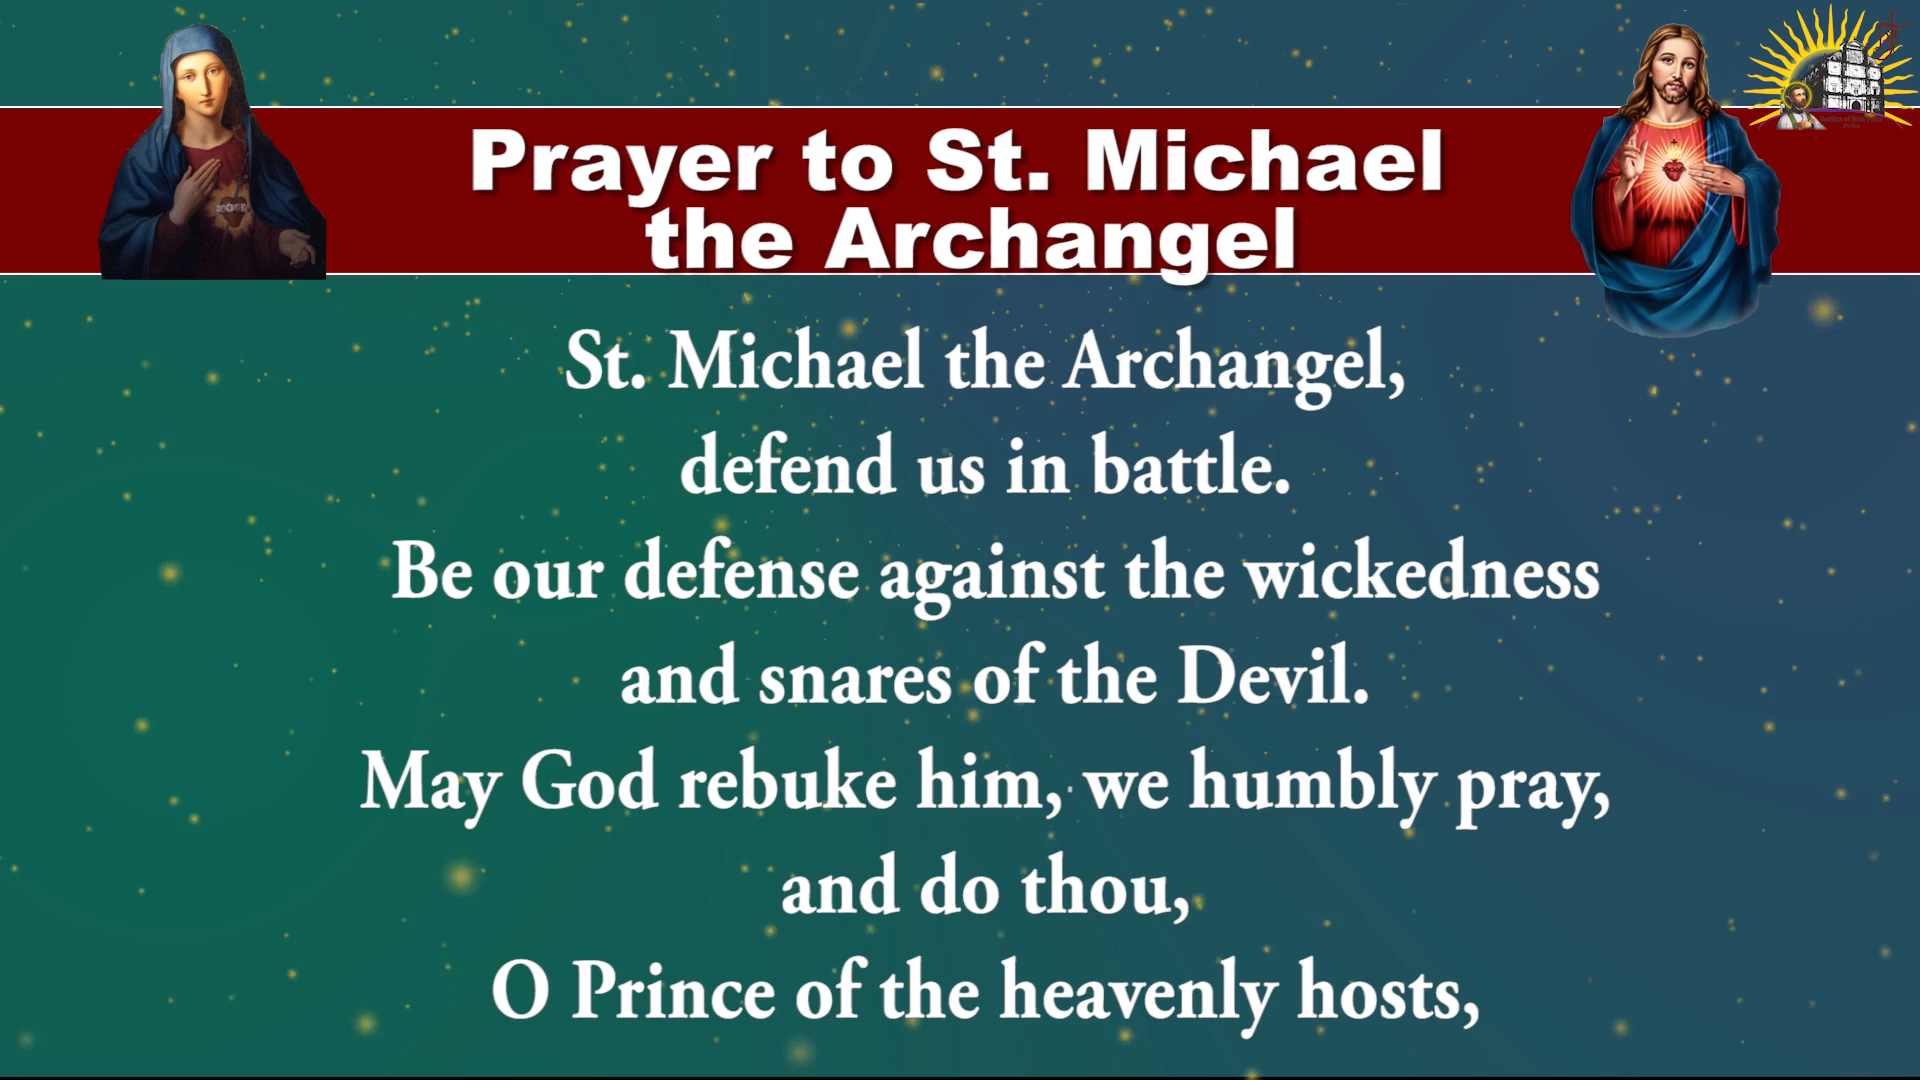 Prayer to St. Michael
the Archangel
St. Michael the Archangel,
defend us in battle.
Be our defense against the wickedness
and snares of the Devil.
May God rebuke him, we humbly pray,
and do thou,
O Prince of the heavenly hosts,